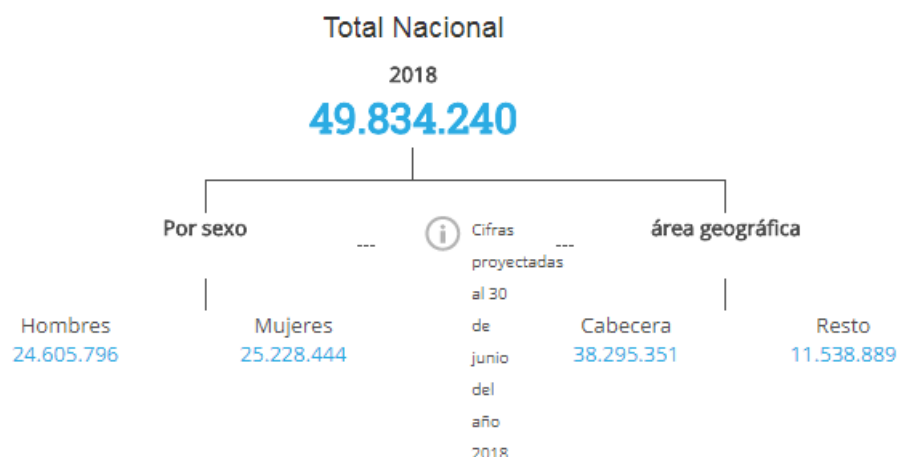 Total Nacional
2018
49.834.240
Por sexo
---
Cifras
proyectadas
al 30
de
junio
del
año
2018
---
área geográfica
Hombres
24.605.796
Mujeres
25.228.444
Cabecera
38.295.351
Resto
11.538.889